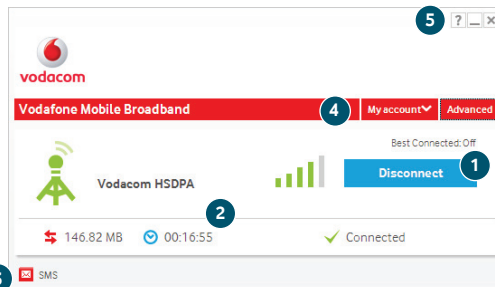 5 ? _ ×
vodacom
Vodafone Mobile Broadband 4 My account Advanced
Best Connected: Off
Vodacom HSDPA Disconnect 1
2
146.82 MB 00:16:55 Connected
SMS